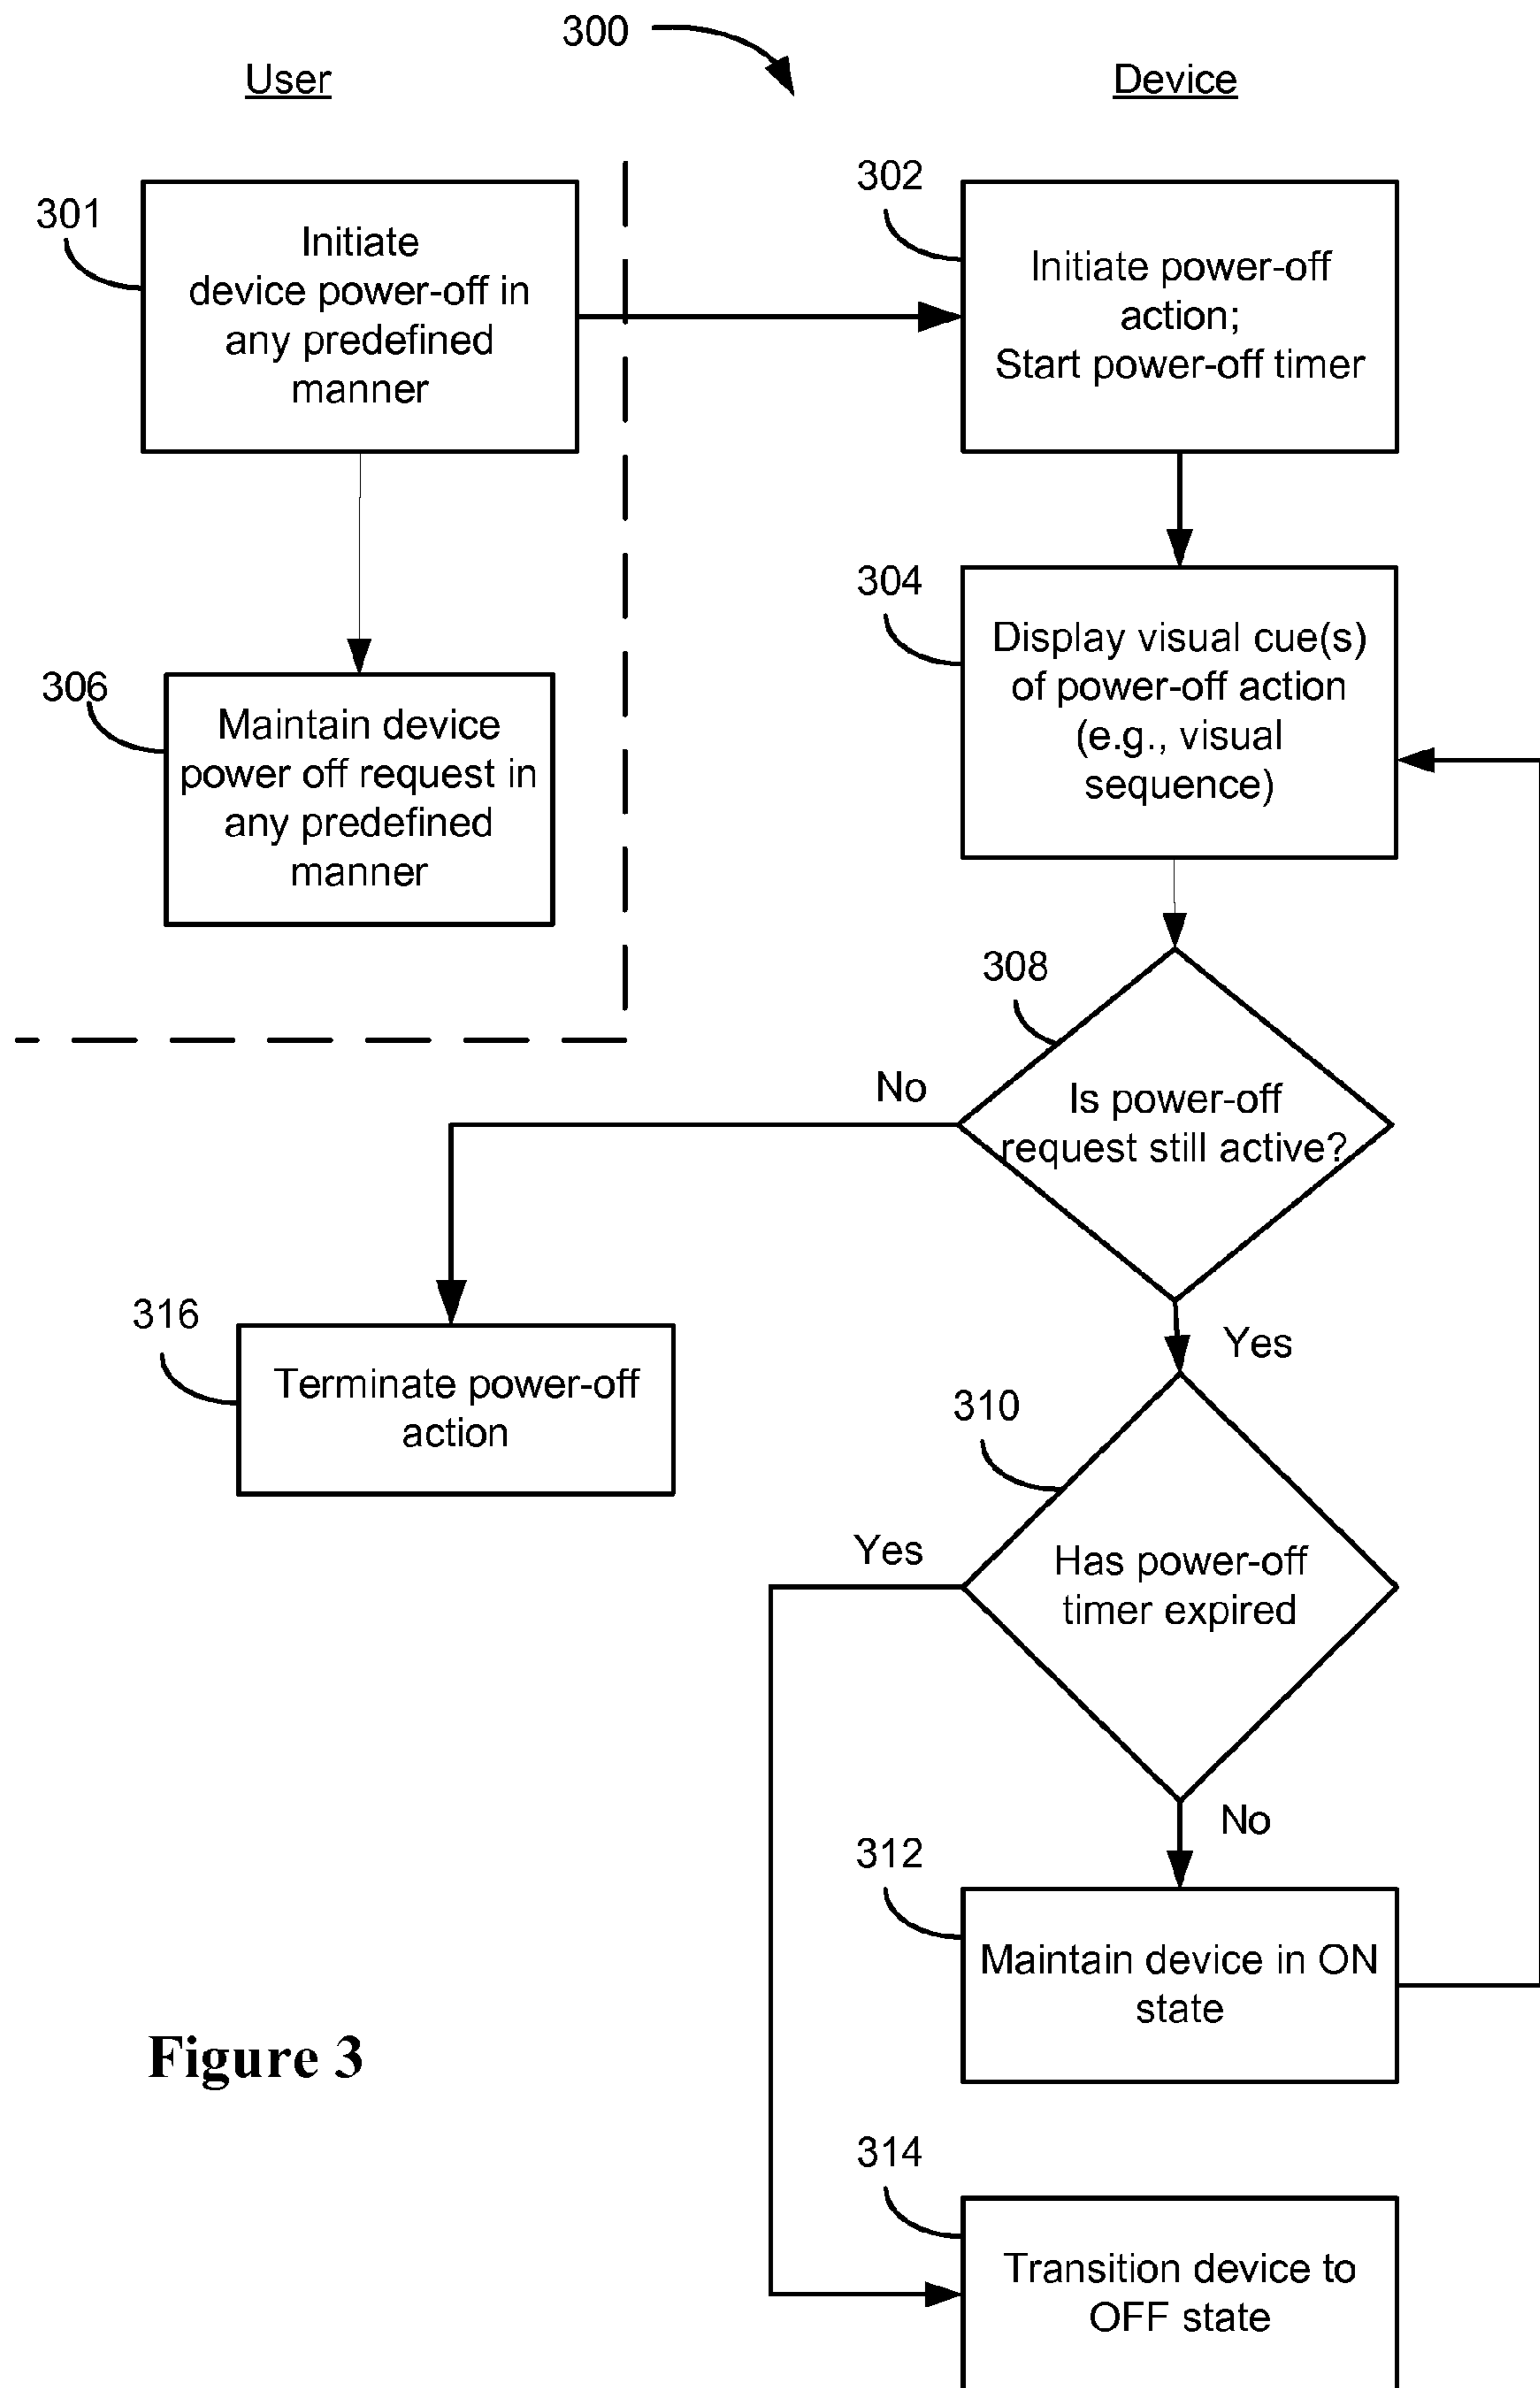 300
User
Device
301
Initiate
device power-off in
any predefined
manner
302
Initiate power-off
action;
Start power-off timer
304
Display visual cue(s)
of power-off action
(e.g., visual
sequence)
306
Maintain device
power off request in
any predefined
manner
308
Is power-off
request still active?
No
Yes
316
Terminate power-off
action
310
Has power-off
timer expired
Yes
No
312
Maintain device in ON
state
314
Transition device to
OFF state
Figure 3